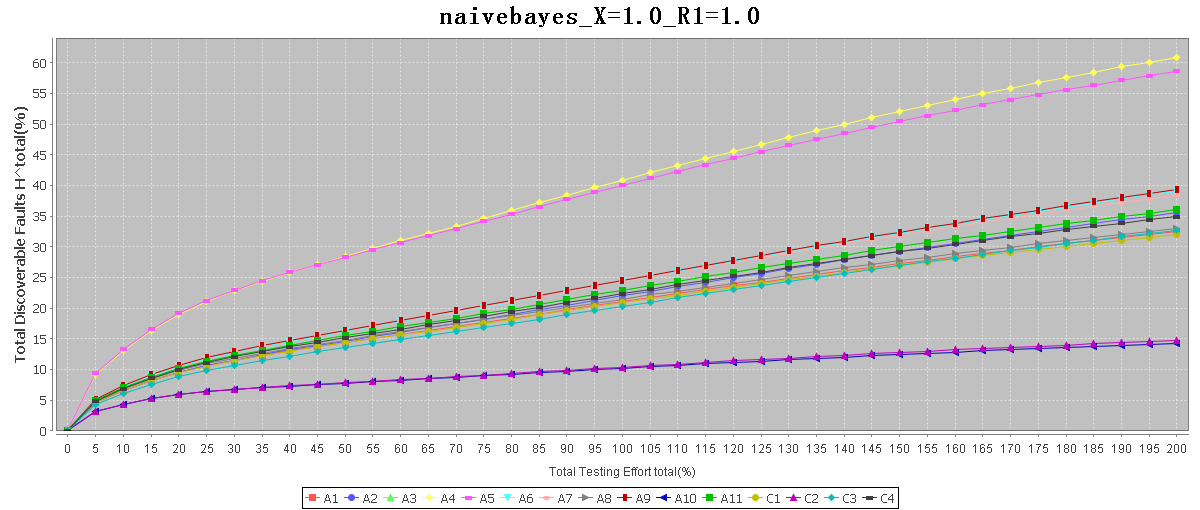 naivebayes_X=1.0_R1=1.0
Total Discoverable Faults H^total(%)
60
55
50
45
40
35
30
25
20
15
10
5
0
0 5 10 15 20 25 30 35 40 45 50 55 60 65 70 75 80 85 90 95 100 105 110 115 120 125 130 135 140 145 150 155 160 165 170 175 180 185 190 195 200
Total Testing Effort total(%)
A1 A2 A3 A4 A5 A6 A7 A8 A9 A10 A11 C1 C2 C3 C4